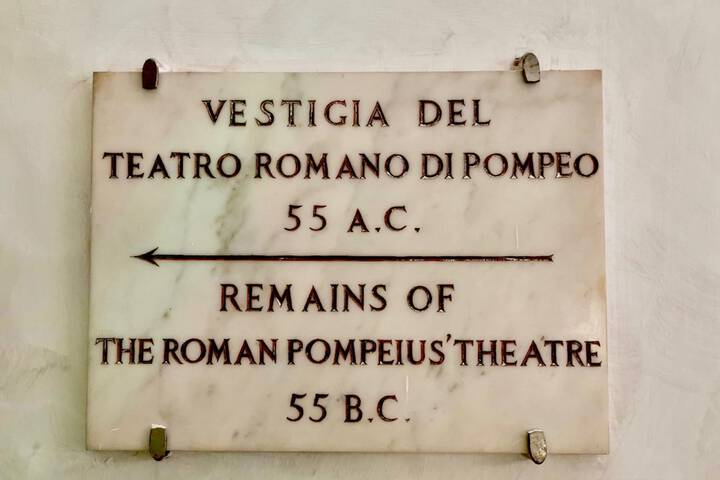 VESTIGIA DEL
TEATRO ROMANO DI POMPEO
55 A.C.
REMAINS OF
THE ROMAN POMPEIUS' THEATRE
55 B.C.